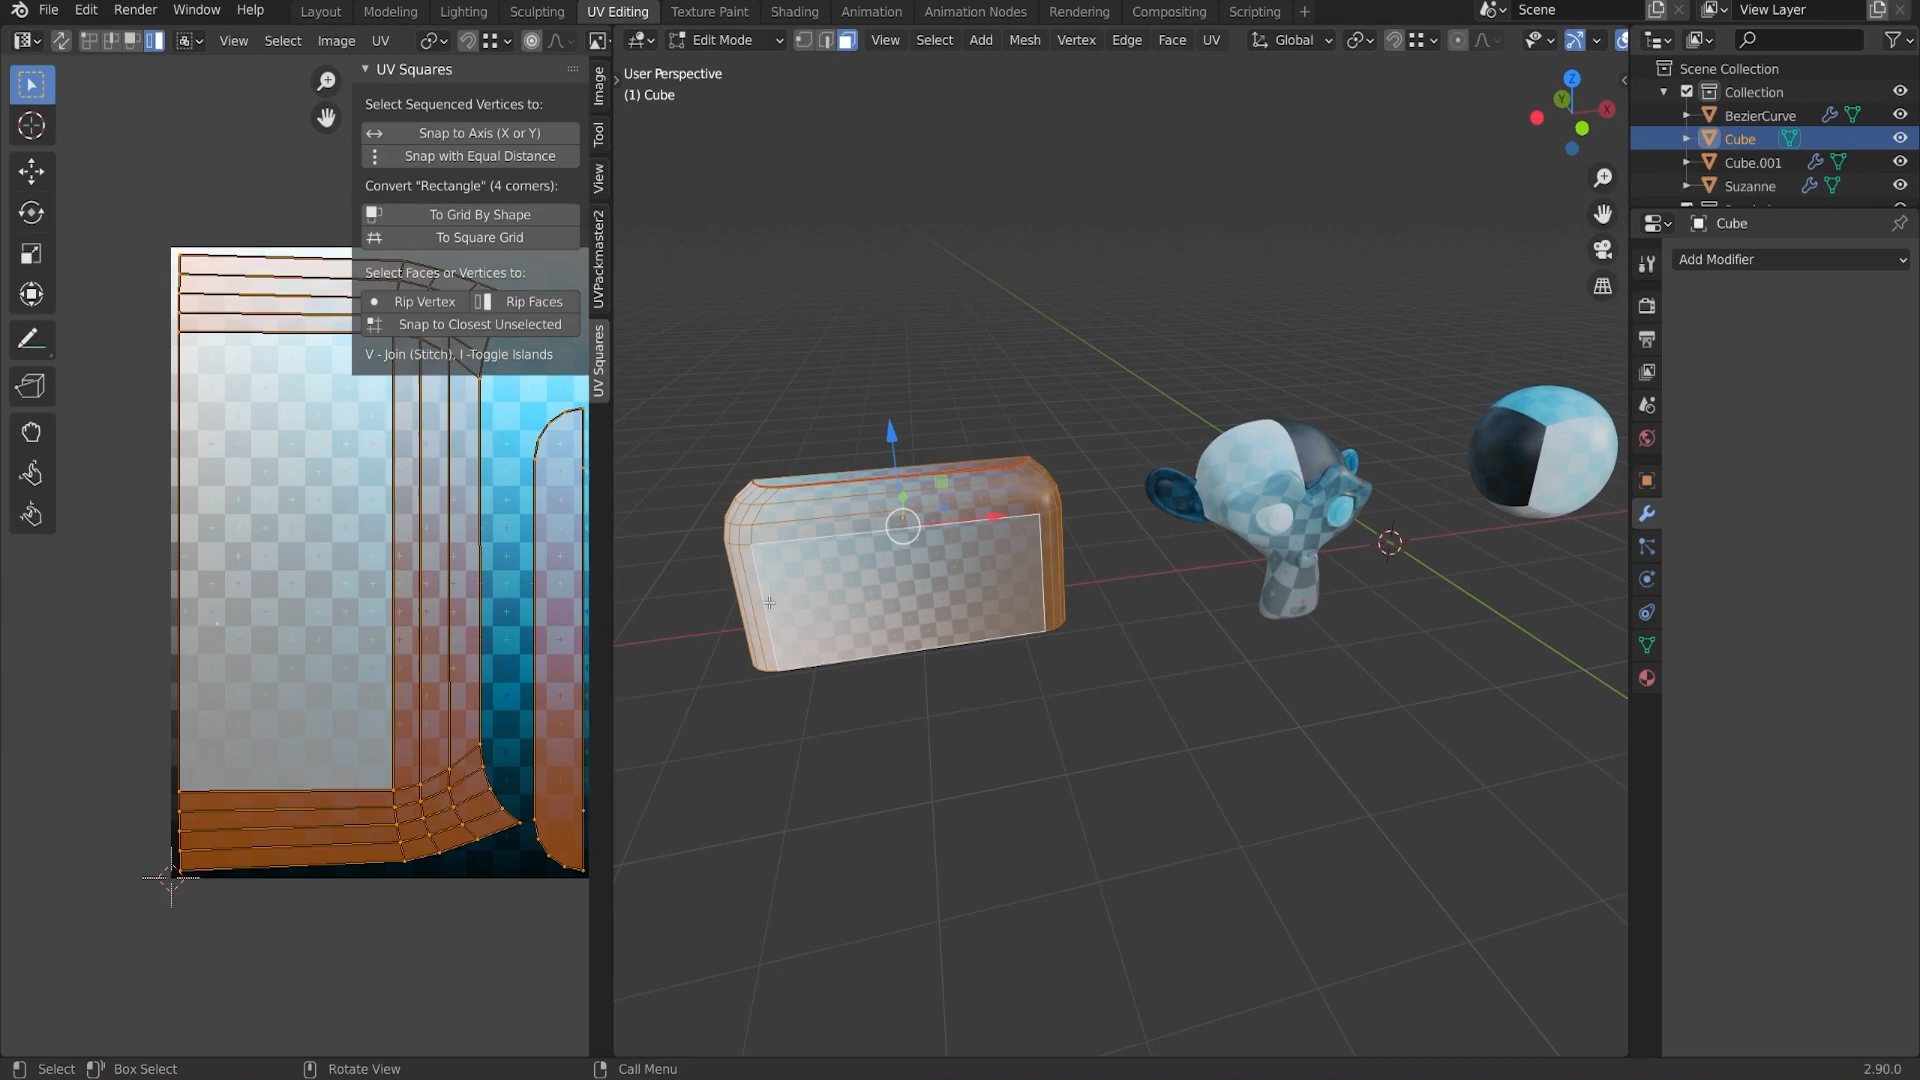 File Edit Render Window Help Layout Modeling Lighting Sculpting UV Editing Texture Paint Shading Animation Animation Nodes Rendering Compositing Scripting + Scene View Layer
View Select Image UV Edit Mode View Select Add Mesh Vertex Edge Face UV Global
UV Squares
Select Sequenced Vertices to:
Snap to Axis (X or Y)
Snap with Equal Distance
Convert "Rectangle" (4 corners):
To Grid By Shape
To Square Grid
Select Faces or Vertices to:
Rip Vertex Rip Faces
Snap to Closest Unselected
V - Join (Stitch), I -Toggle Islands
Image
Tool
View
UVPackmaster2
UV Squares
User Perspective
(1) Cube
Z
Y
X
Scene Collection
Collection
BezierCurve
Cube
Cube.001
Suzanne
Cube
Add Modifier
Select Box Select Rotate View Call Menu 2.90.0